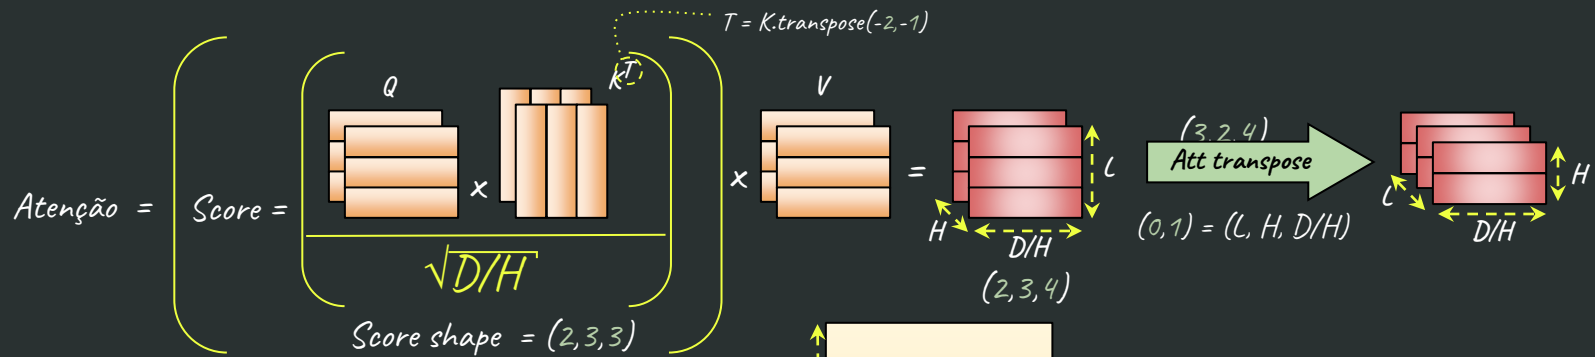 T = K.transpose(-2,-1)
Q
K^T
V
(3,2,4)
Att transpose
L
H
Atenção =
Score =
x
x
=
L
H
D/H
D/H
(0,1) = (L, H, D/H)
√D/H
(2,3,4)
Score shape = (2,3,3)